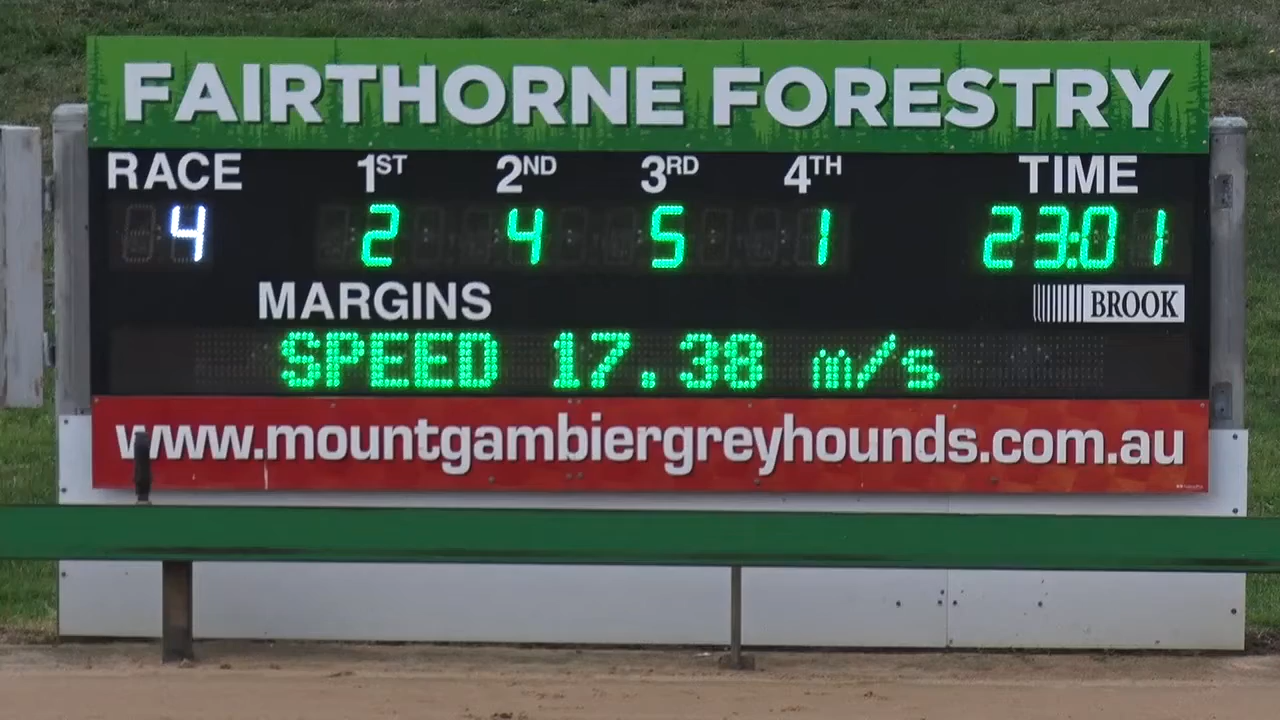 FAIRTHORNE FORESTRY
RACE 1ST 2ND 3RD 4TH TIME
4 2 4 5 1 23:01
MARGINS BROOK
SPEED 17.38 m/s
www.mountgambiergreyhounds.com.au